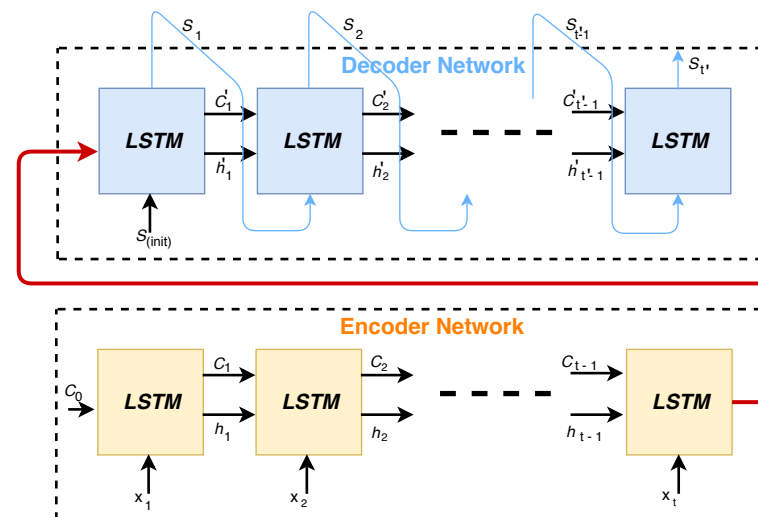 S1 S2 St'-1 St'
Decoder Network
C'1 C'2 C't'-1
LSTM LSTM LSTM
h'1 h'2 h't'-1
S(init)
Encoder Network
C1 C2 Ct-1
C0 LSTM LSTM LSTM
h1 h2 ht-1
x1 x2 xt